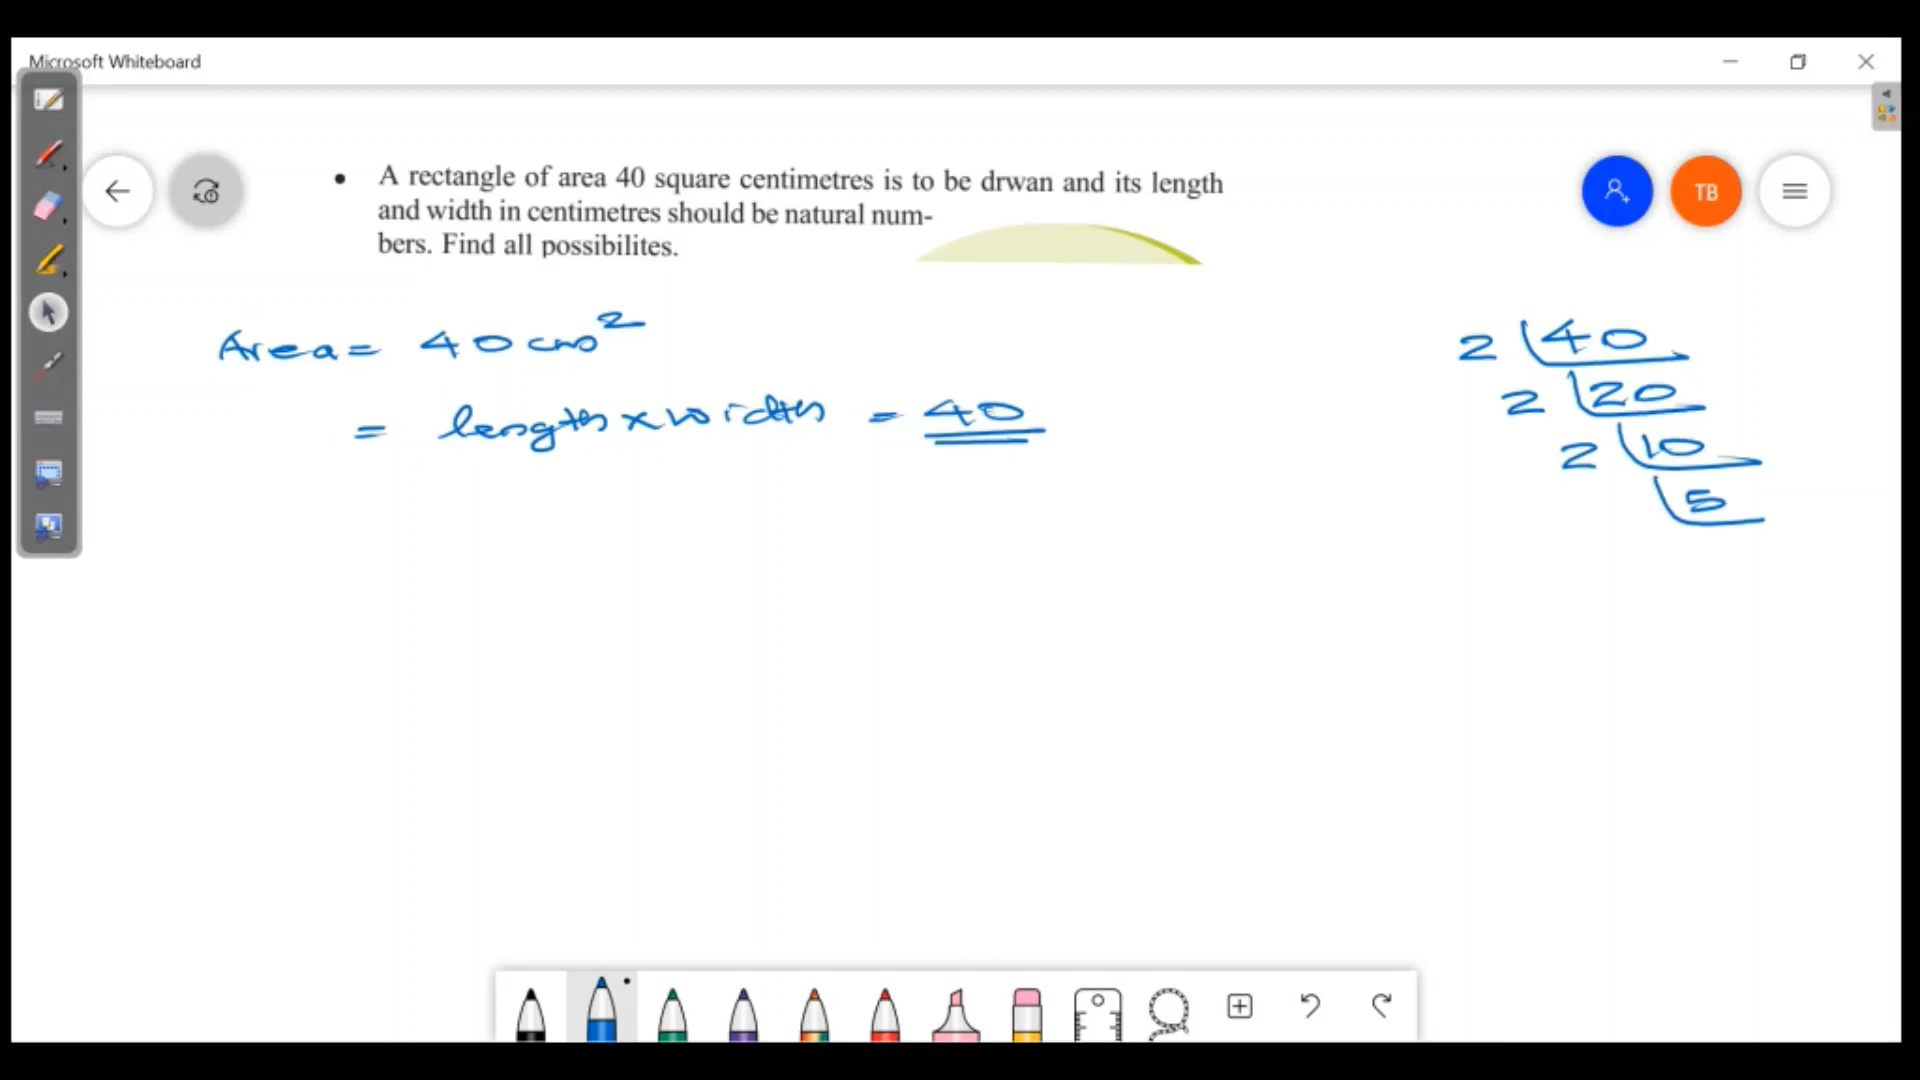 Microsoft Whiteboard
• A rectangle of area 40 square centimetres is to be drwan and its length
and width in centimetres should be natural num-
bers. Find all possibilites.
TB
Area = 40 cm²
= length × width = 40
2 40
2 20
2 10
5